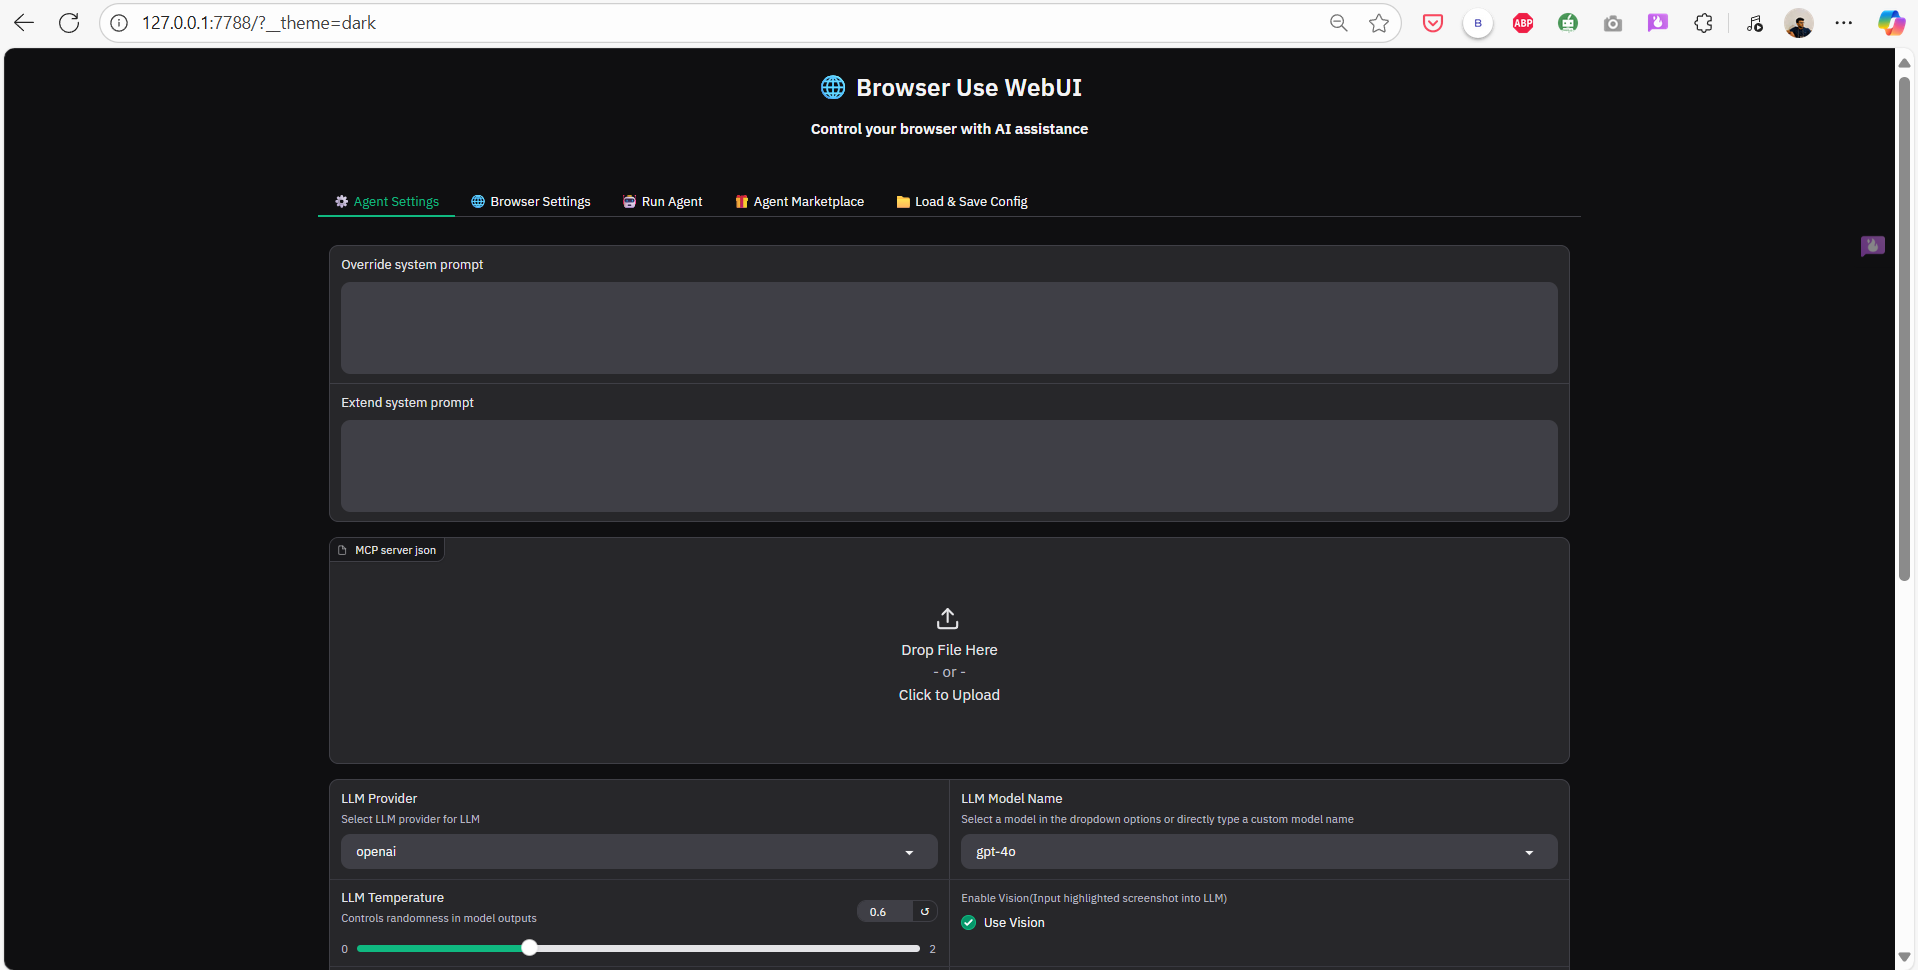 127.0.0.1:7788/?__theme=dark
B
ABP
Browser Use WebUI
Control your browser with AI assistance
Agent Settings
Browser Settings
Run Agent
Agent Marketplace
Load & Save Config
Override system prompt
Extend system prompt
MCP server json
Drop File Here
- or -
Click to Upload
LLM Provider
Select LLM provider for LLM
openai
LLM Model Name
Select a model in the dropdown options or directly type a custom model name
gpt-4o
LLM Temperature
Controls randomness in model outputs
0.6
0
2
Enable Vision(Input highlighted screenshot into LLM)
Use Vision